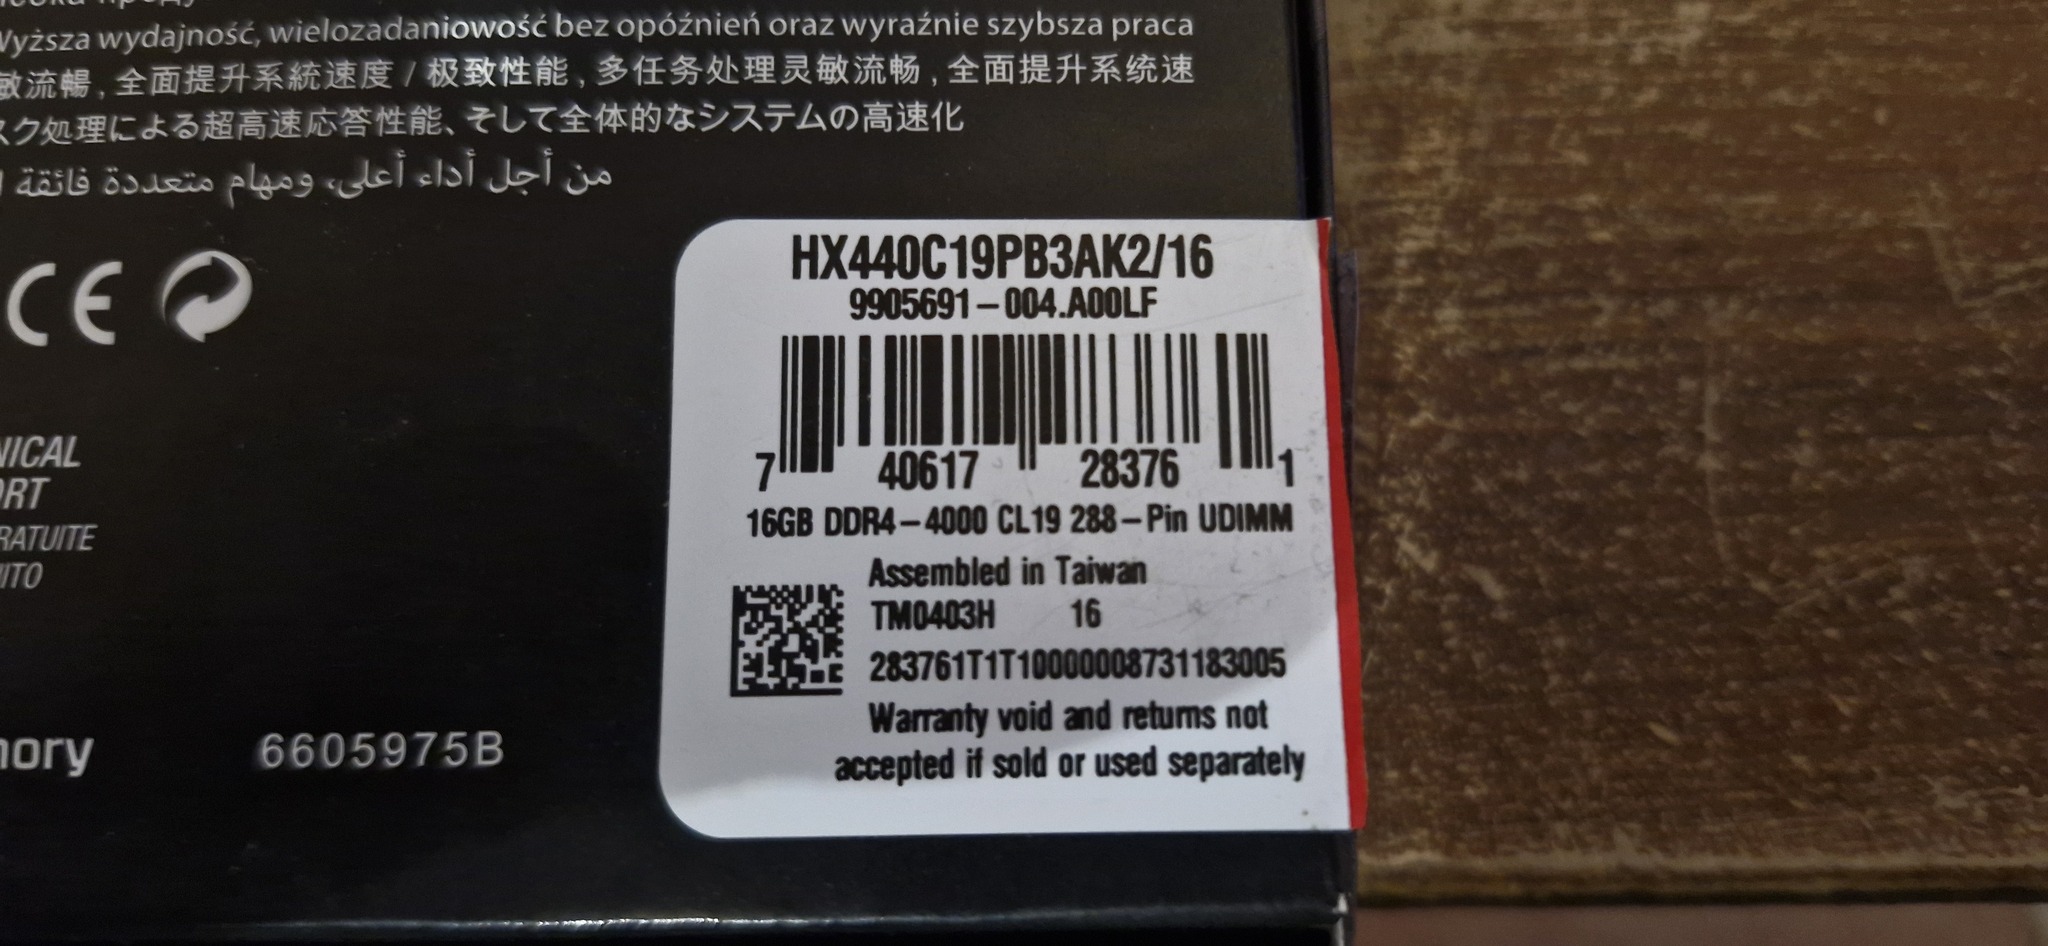 Wyższa wydajność, wielozadaniowość bez opóźnień oraz wyraźnie szybsza praca
敏流暢，全面提升系統速度 / 极致性能，多任务处理灵敏流畅，全面提升系统速
スク処理による超高速応答性能、そして全体的なシステムの高速化
من أجل أداء أعلى، ومهام متعددة فائقة
CE
NICAL
ORT
RATUITE
UITO
mory
6605975B
HX440C19PB3AK2/16
9905691-004.A00LF
7 40617 28376 1
16GB DDR4-4000 CL19 288-Pin UDIMM
Assembled in Taiwan
TM0403H 16
283761T1T10000008731183005
Warranty void and returns not
accepted if sold or used separately